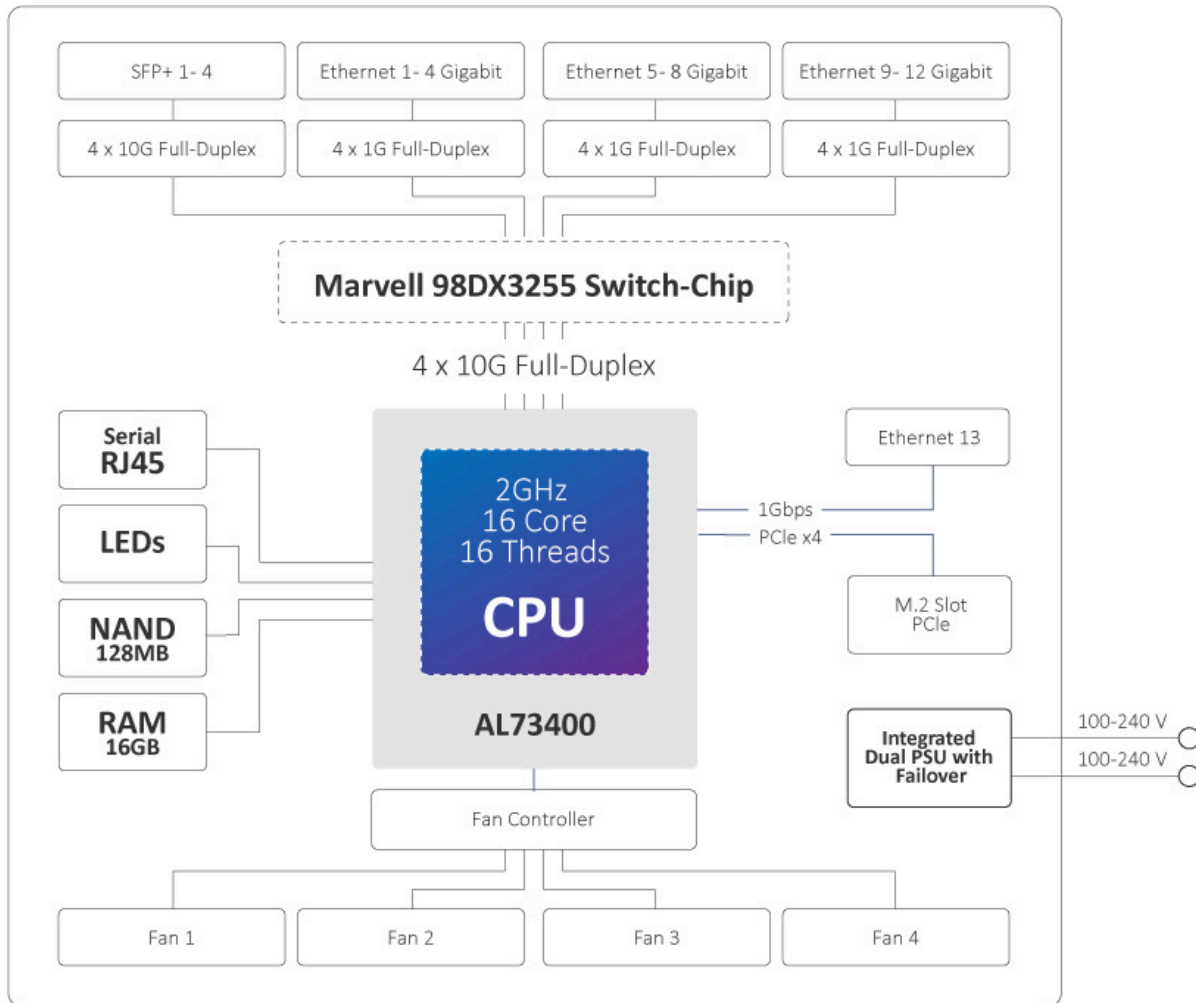 SFP+ 1- 4
Ethernet 1- 4 Gigabit
Ethernet 5- 8 Gigabit
Ethernet 9- 12 Gigabit
4 x 10G Full-Duplex
4 x 1G Full-Duplex
4 x 1G Full-Duplex
4 x 1G Full-Duplex
Marvell 98DX3255 Switch-Chip
4 x 10G Full-Duplex
Serial
RJ45
LEDs
NAND
128MB
RAM
16GB
2GHz
16 Core
16 Threads
CPU
AL73400
Ethernet 13
1Gbps
PCIe x4
M.2 Slot
PCIe
Integrated
Dual PSU with
Failover
100-240 V
100-240 V
Fan Controller
Fan 1
Fan 2
Fan 3
Fan 4